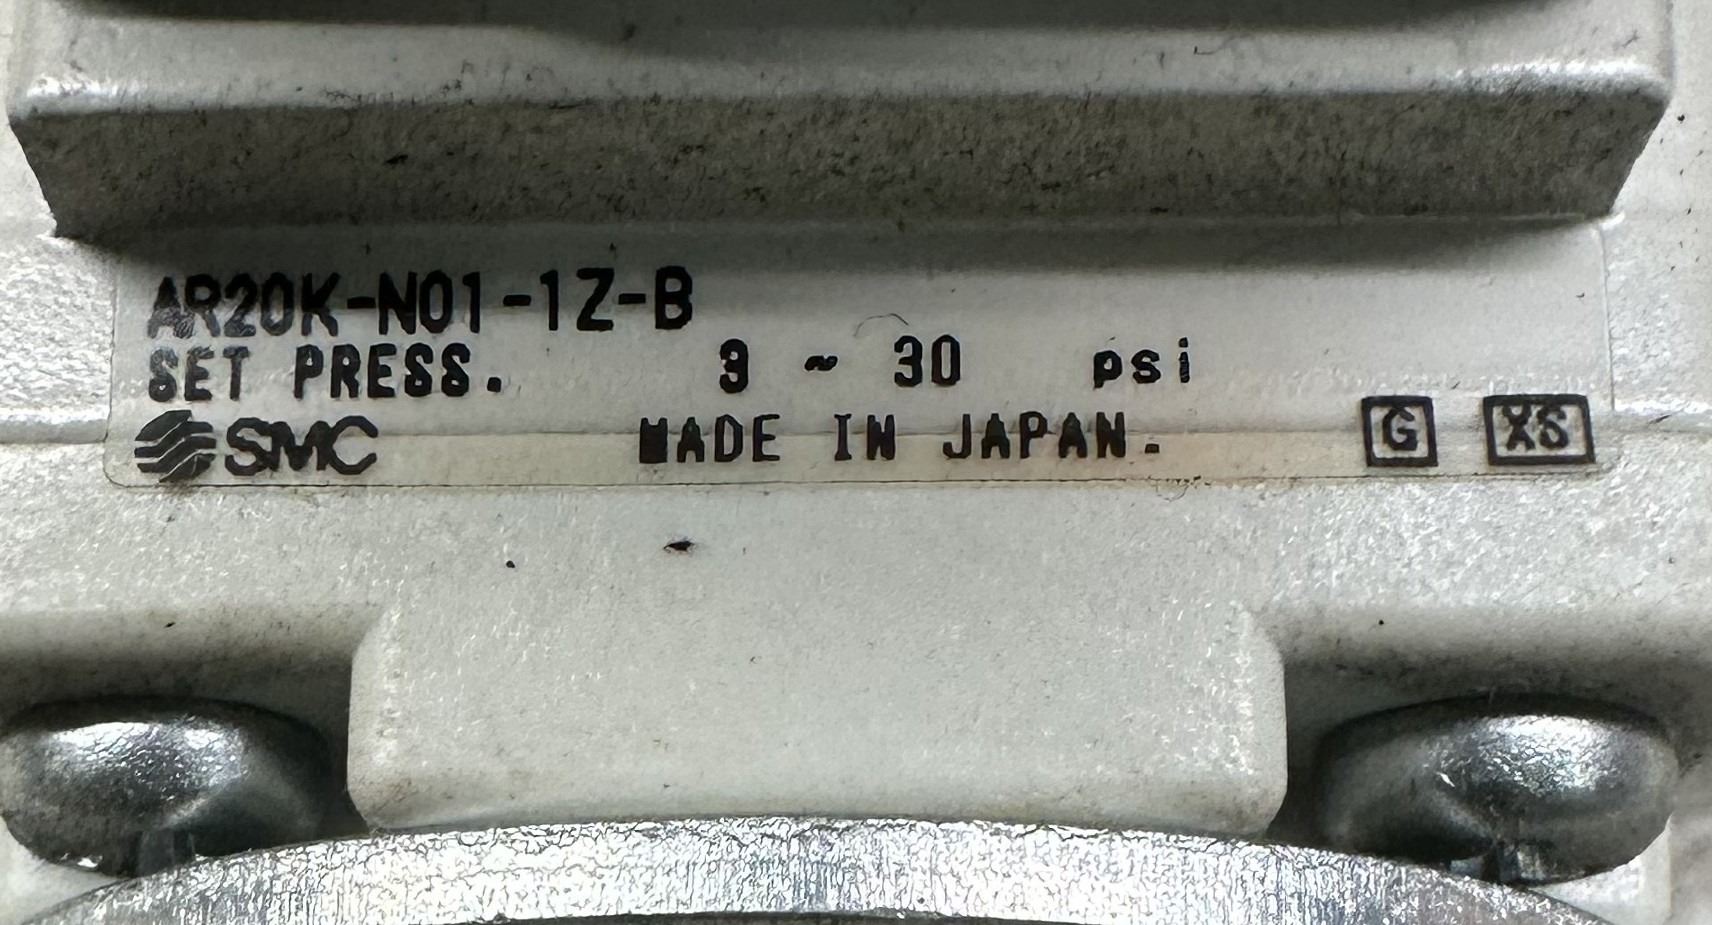 AR20K-N01-1Z-B
SET PRESS. 3 ~ 30 psi
SMC MADE IN JAPAN. G XS